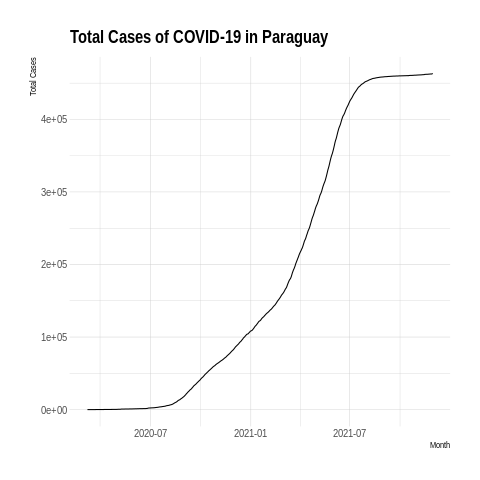 Total Cases of COVID-19 in Paraguay
Total Cases
4e+05
3e+05
2e+05
1e+05
0e+00
2020-07 2021-01 2021-07
Month